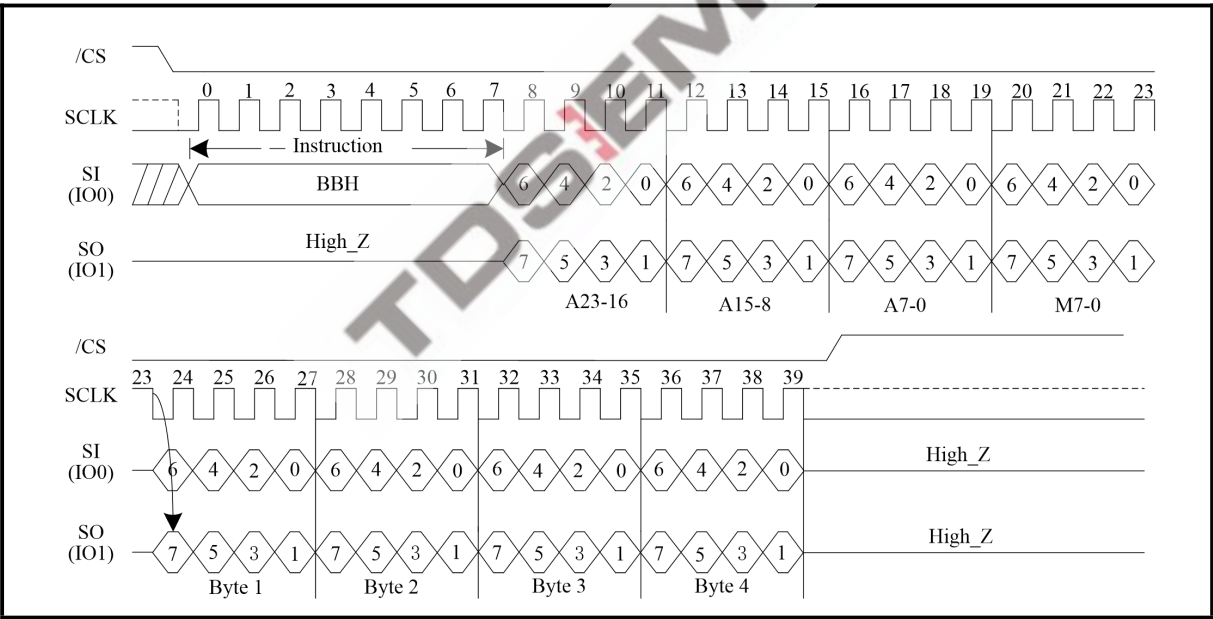 /CS
0 1 2 3 4 5 6 7 8 9 10 11 12 13 14 15 16 17 18 19 20 21 22 23
SCLK
Instruction
SI
(IO0)
BBH
6 4 2 0 6 4 2 0 6 4 2 0 6 4 2 0
SO
(IO1)
High_Z
7 5 3 1 7 5 3 1 7 5 3 1 7 5 3 1
A23-16 A15-8 A7-0 M7-0
/CS
23 24 25 26 27 28 29 30 31 32 33 34 35 36 37 38 39
SCLK
SI
(IO0)
6 4 2 0 6 4 2 0 6 4 2 0 6 4 2 0
High_Z
SO
(IO1)
7 5 3 1 7 5 3 1 7 5 3 1 7 5 3 1
High_Z
Byte 1 Byte 2 Byte 3 Byte 4